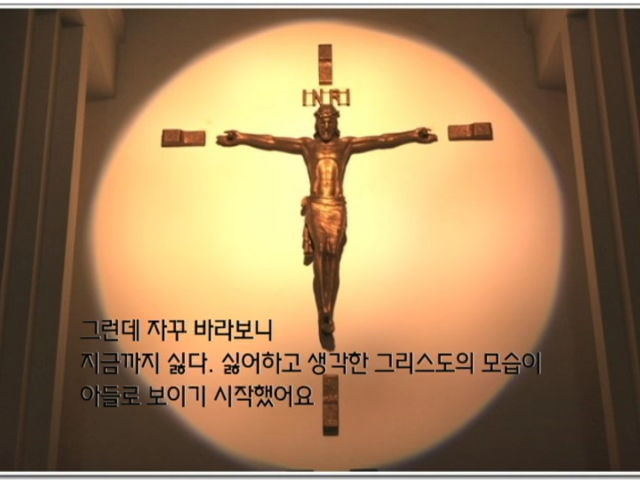 INRI
그런데 자꾸 바라보니
지금까지 싫다. 싫어하고 생각한 그리스도의 모습이
아들로 보이기 시작했어요